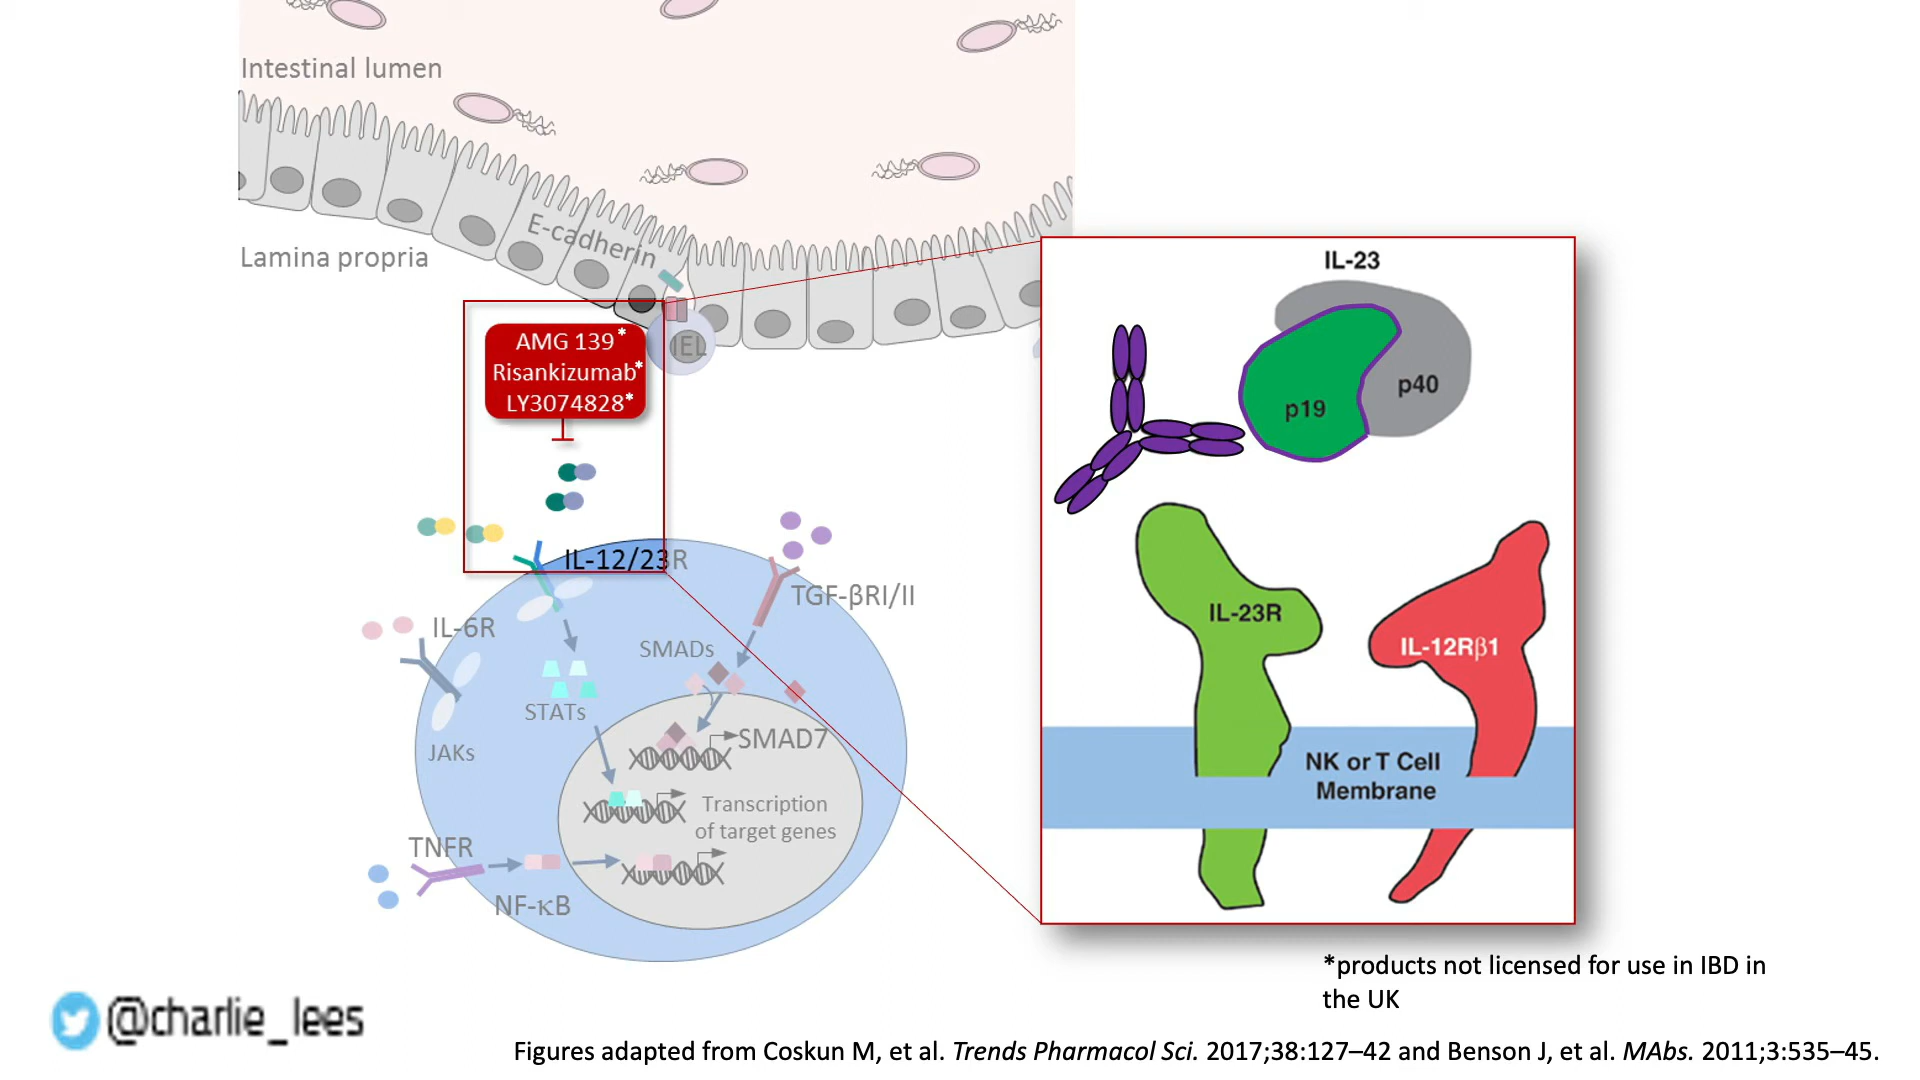 Intestinal lumen
E-cadherin
Lamina propria
IEL
AMG 139*
Risankizumab*
LY3074828*
IL-12/23R
TGF-βRI/II
IL-6R
SMADs
STATs
JAKs
SMAD7
Transcription
of target genes
TNFR
NF-κB
IL-23
p40
p19
IL-23R
IL-12Rβ1
NK or T Cell
Membrane
*products not licensed for use in IBD in
the UK
@charlie_lees
Figures adapted from Coskun M, et al. Trends Pharmacol Sci. 2017;38:127–42 and Benson J, et al. MAbs. 2011;3:535–45.